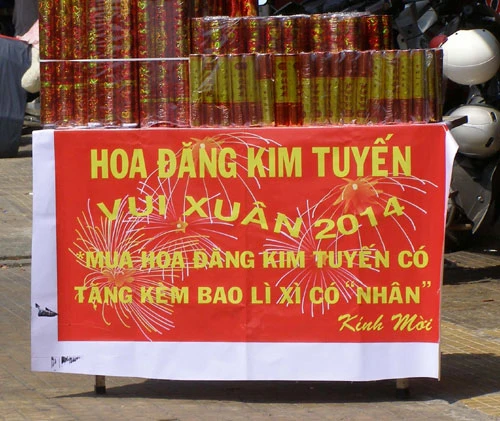 HOA ĐĂNG KIM TUYẾN
VUI XUÂN 2014
*MUA HOA ĐĂNG KIM TUYẾN CÓ
TẶNG KÈM BAO LÌ XÌ CÓ "NHÂN"
Kính Mời